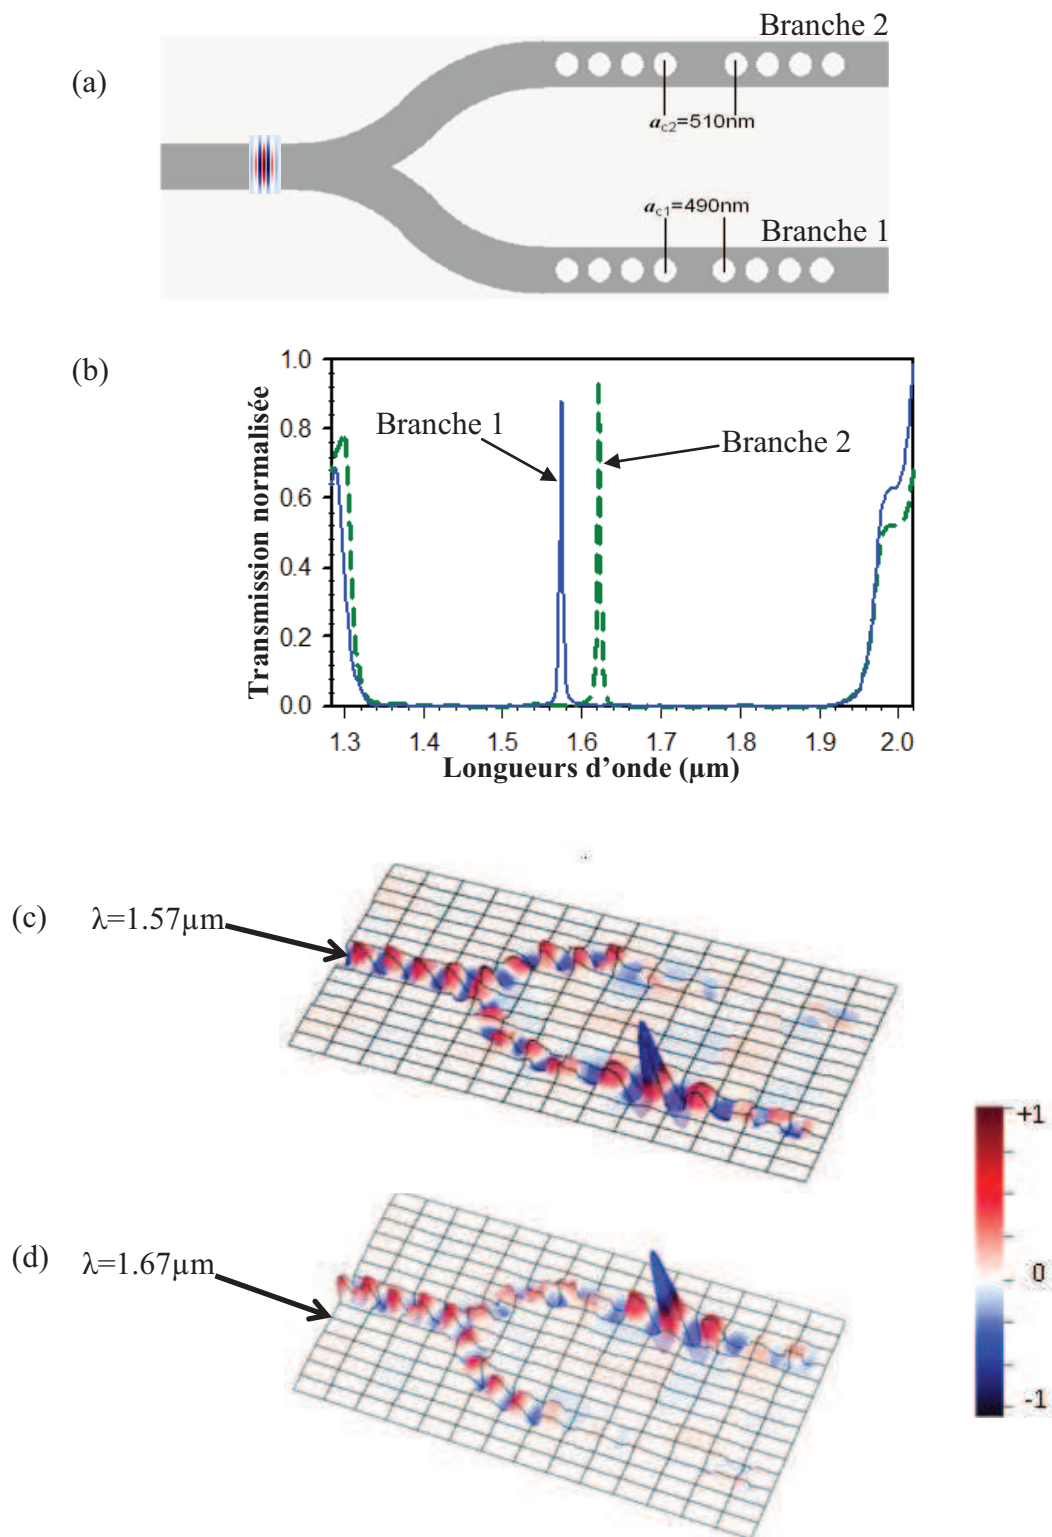 Branche 2
(a)
a_c2=510nm
a_c1=490nm
Branche 1
(b)
Transmission normalisée
1.0
0.8
0.6
0.4
0.2
0.0
Branche 1
Branche 2
1.3 1.4 1.5 1.6 1.7 1.8 1.9 2.0
Longueurs d’onde (µm)
(c) λ=1.57µm
+1
0
-1
(d) λ=1.67µm